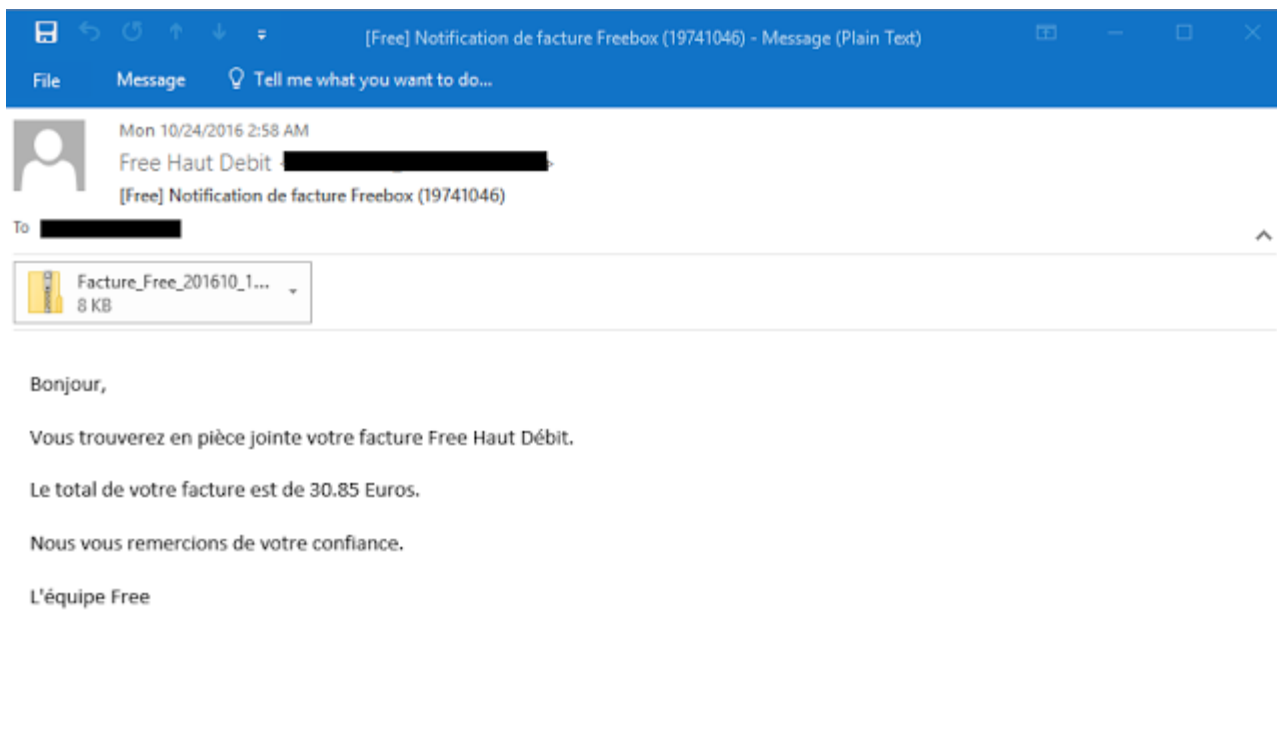 [Free] Notification de facture Freebox (19741046) - Message (Plain Text)
File Message Tell me what you want to do...
Mon 10/24/2016 2:58 AM
Free Haut Debit
[Free] Notification de facture Freebox (19741046)
To
Facture_Free_201610_1...
8 KB
Bonjour,
Vous trouverez en pièce jointe votre facture Free Haut Débit.
Le total de votre facture est de 30.85 Euros.
Nous vous remercions de votre confiance.
L'équipe Free